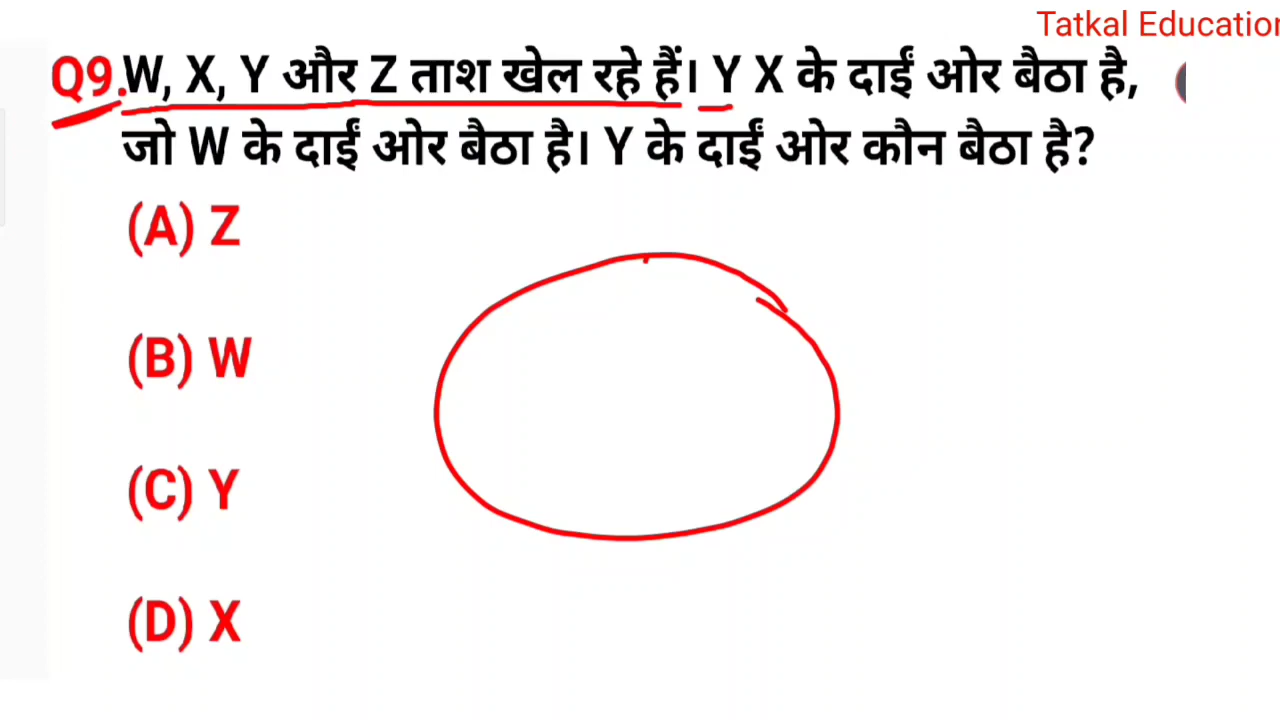 Tatkal Education
Q9.W, X, Y और Z ताश खेल रहे हैं। Y X के दाईं ओर बैठा है,
जो W के दाईं ओर बैठा है। Y के दाईं ओर कौन बैठा है?
(A) Z
(B) W
(C) Y
(D) X